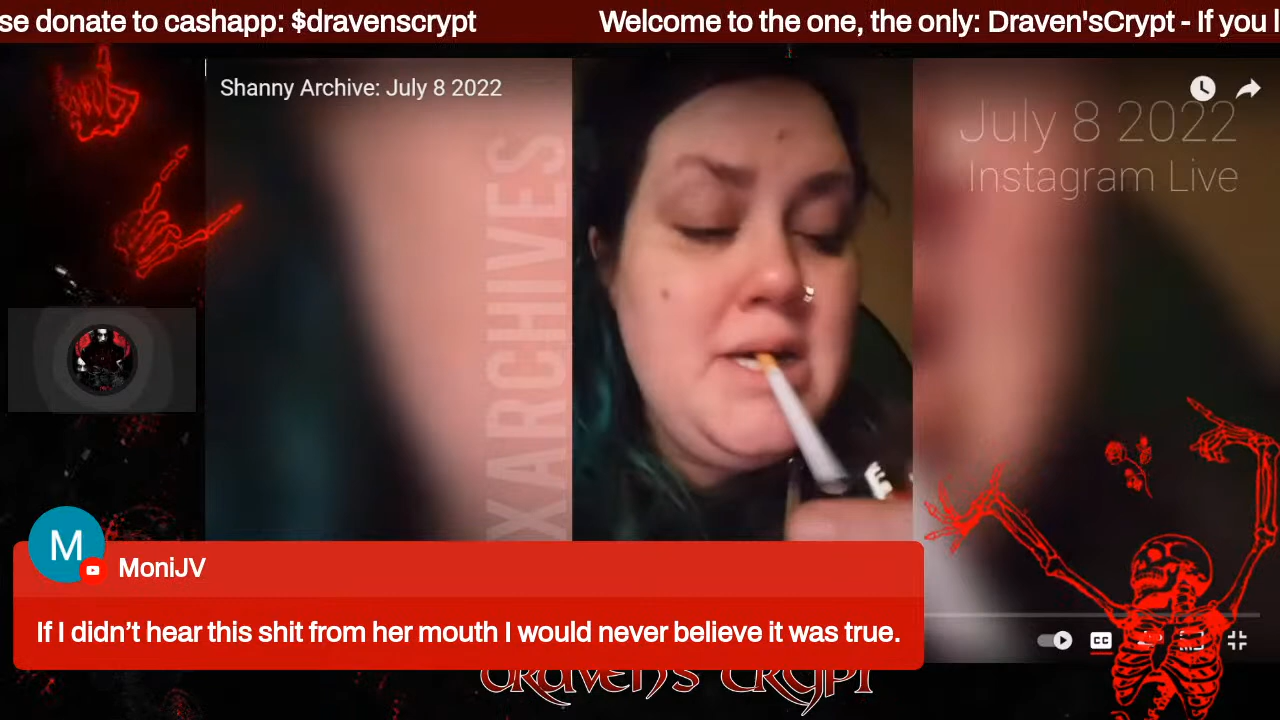 se donate to cashapp: $dravenscrypt
Welcome to the one, the only: Draven'sCrypt - If you l
Shanny Archive: July 8 2022
July 8 2022
Instagram Live
XARCHIVES
M
MoniJV
If I didn’t hear this shit from her mouth I would never believe it was true.
CC
Draven's Crypt